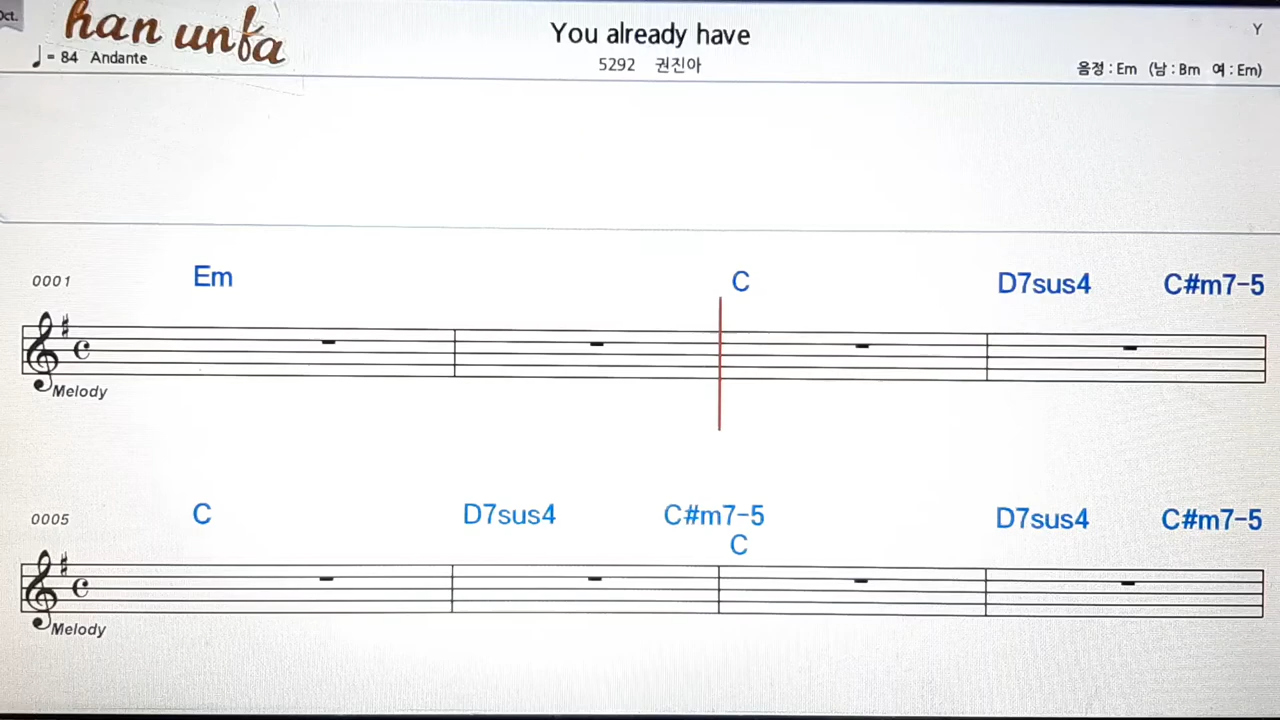 Oct.
han unfa
You already have
Y
♩= 84 Andante
5292 권진아
음정 : Em (남 : Bm 여 : Em)
0001 Em C D7sus4 C#m7-5
Melody
0005 C D7sus4 C#m7-5 D7sus4 C#m7-5
C
Melody